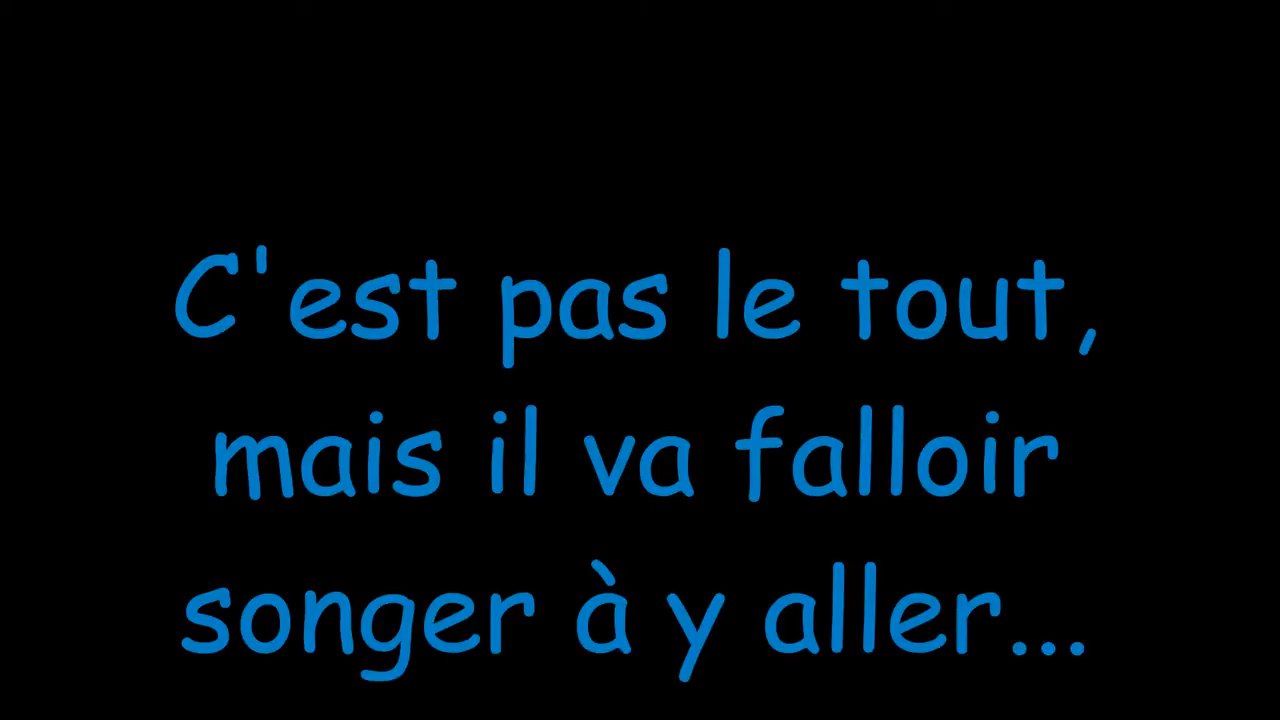 C'est pas le tout,
mais il va falloir
songer à y aller...